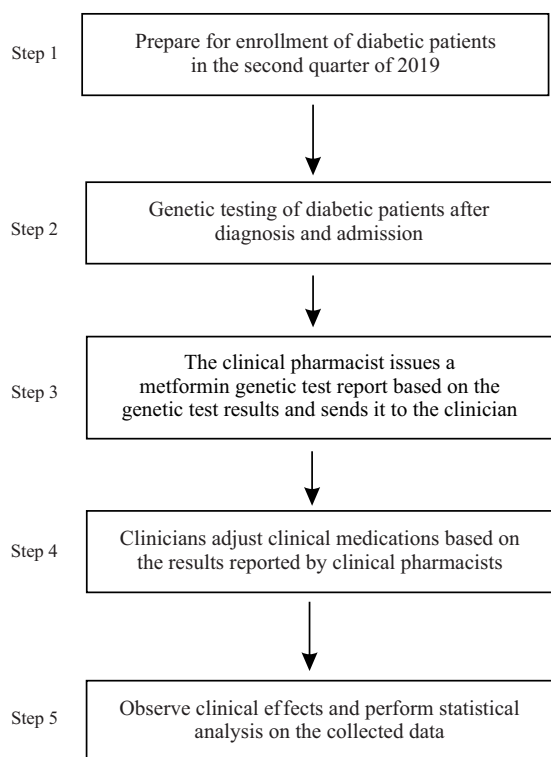 Step 1
Prepare for enrollment of diabetic patients
in the second quarter of 2019
Step 2
Genetic testing of diabetic patients after
diagnosis and admission
Step 3
The clinical pharmacist issues a
metformin genetic test report based on the
genetic test results and sends it to the clinician
Step 4
Clinicians adjust clinical medications based on
the results reported by clinical pharmacists
Step 5
Observe clinical effects and perform statistical
analysis on the collected data